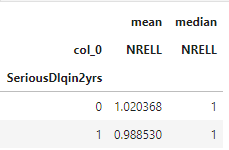 mean median
col_0 NRELL NRELL
SeriousDlqin2yrs
0 1.020368 1
1 0.988530 1